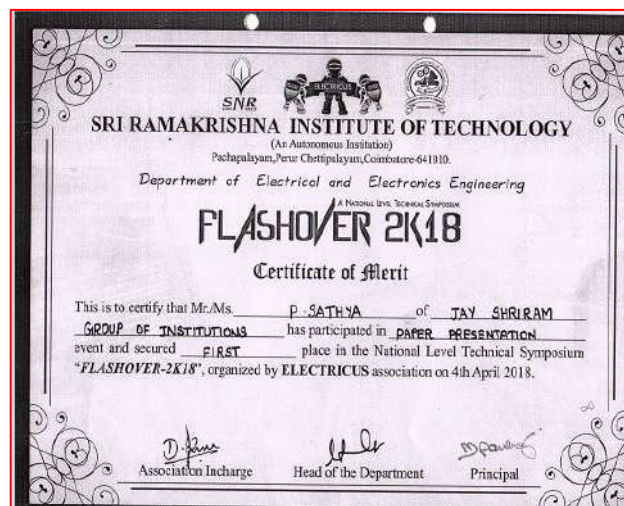 SNR
ELECTRICUS
SRI RAMAKRISHNA INSTITUTE OF TECHNOLOGY
(An Autonomous Institution)
Pachapalayam,Perur Chettipalayam,Coimbatore-641010.
Department of Electrical and Electronics Engineering
A NATIONAL LEVEL TECHNICAL SYMPOSIUM
FLASHOVER 2K18
Certificate of Merit
This is to certify that Mr./Ms. P.SATHYA of JAY SHRIRAM
GROUP OF INSTITUTIONS has participated in PAPER PRESENTATION
event and secured FIRST place in the National Level Technical Symposium
"FLASHOVER-2K18", organized by ELECTRICUS association on 4th April 2018.
Association Incharge Head of the Department Principal